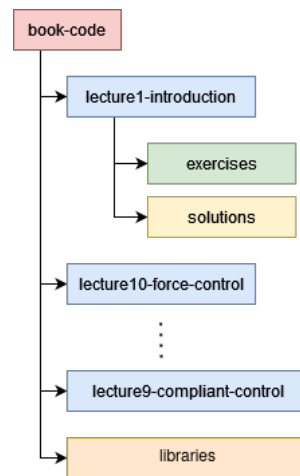 book-code
lecture1-introduction
exercises
solutions
lecture10-force-control
lecture9-compliant-control
libraries